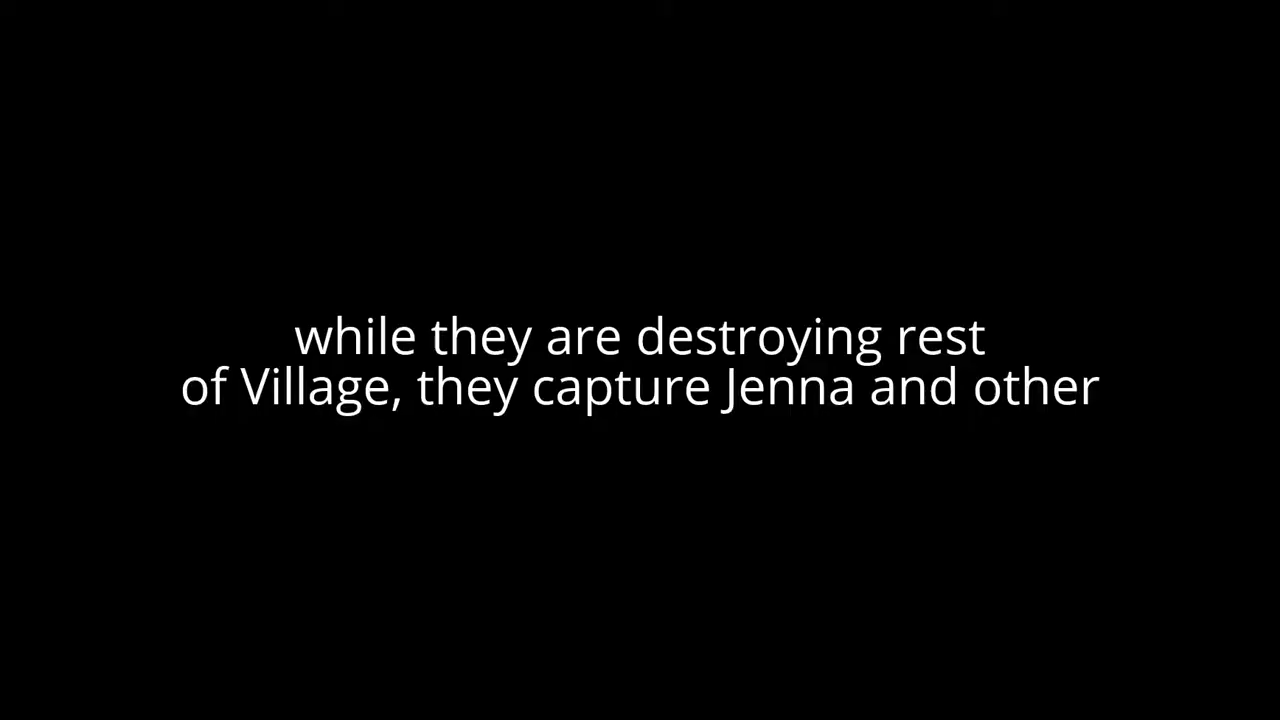 while they are destroying rest
of Village, they capture Jenna and other